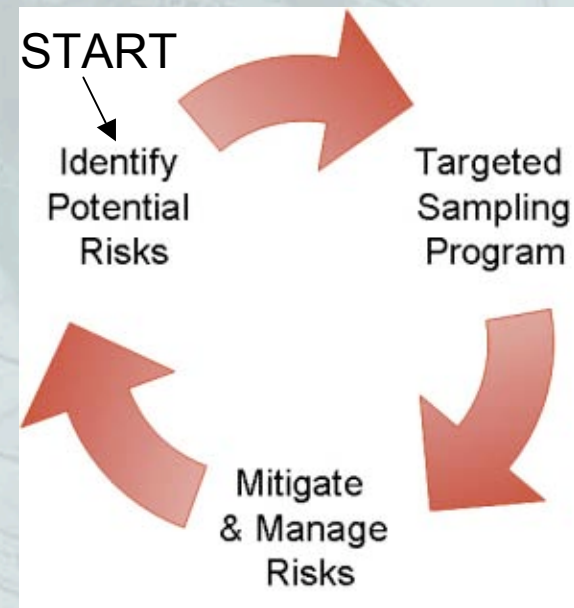 START
Identify
Potential
Risks
Targeted
Sampling
Program
Mitigate
& Manage
Risks